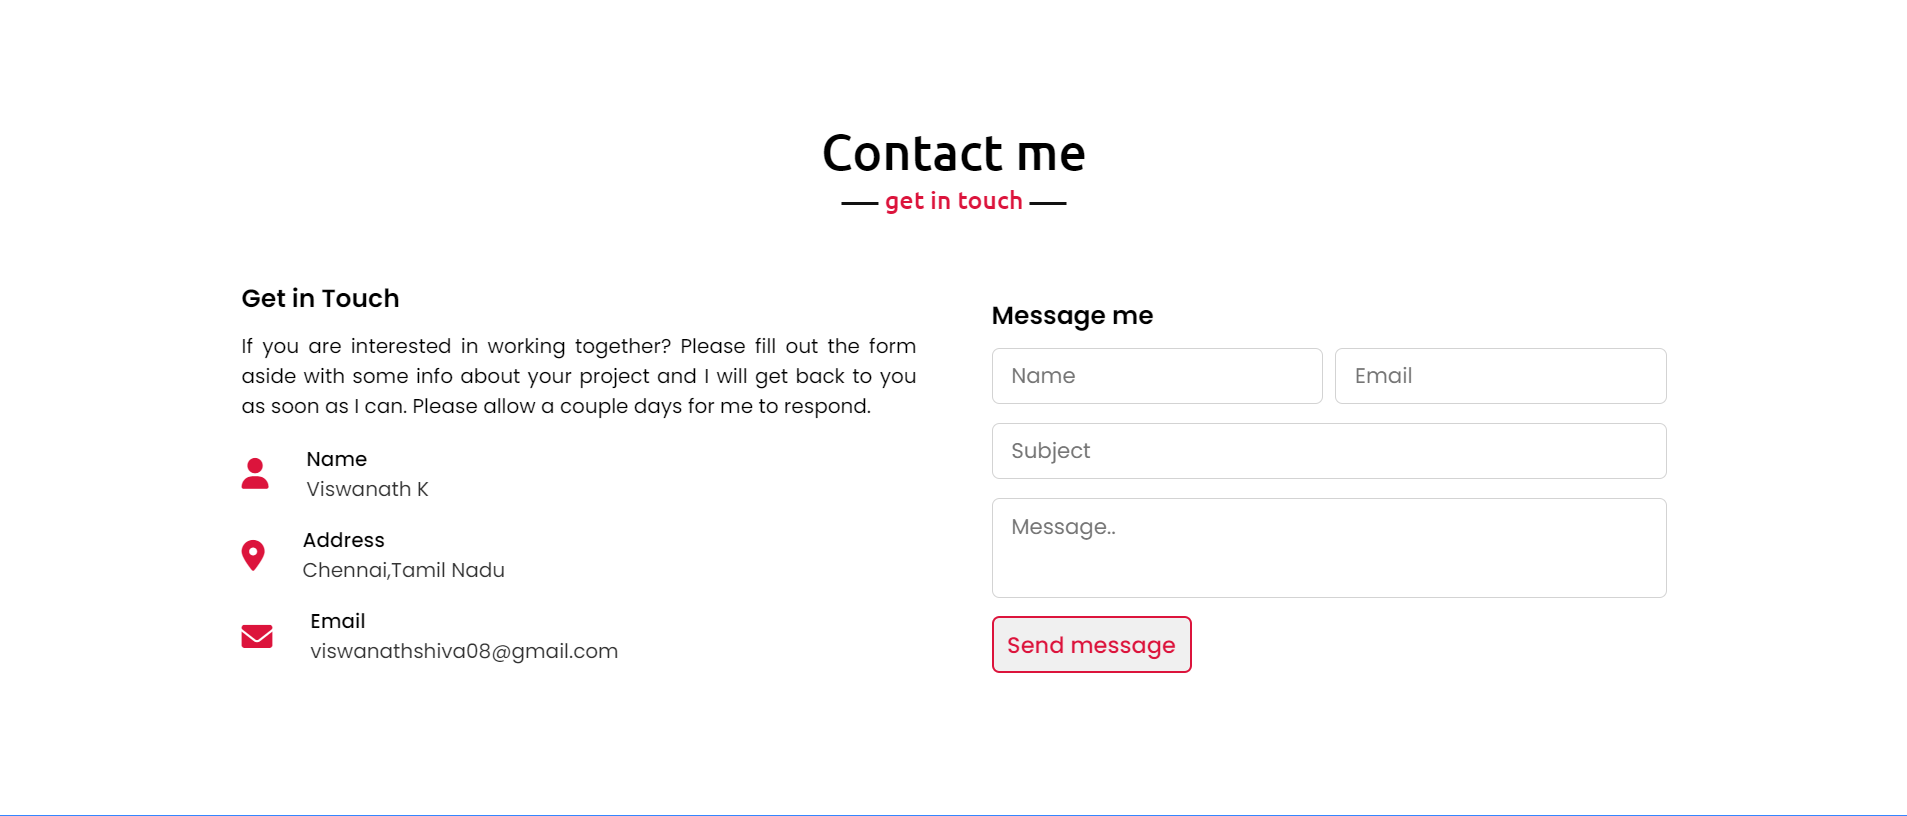 Contact me
get in touch
Get in Touch
If you are interested in working together? Please fill out the form
aside with some info about your project and I will get back to you
as soon as I can. Please allow a couple days for me to respond.
Name
Viswanath K
Address
Chennai,Tamil Nadu
Email
viswanathshiva08@gmail.com
Message me
Name
Email
Subject
Message..
Send message